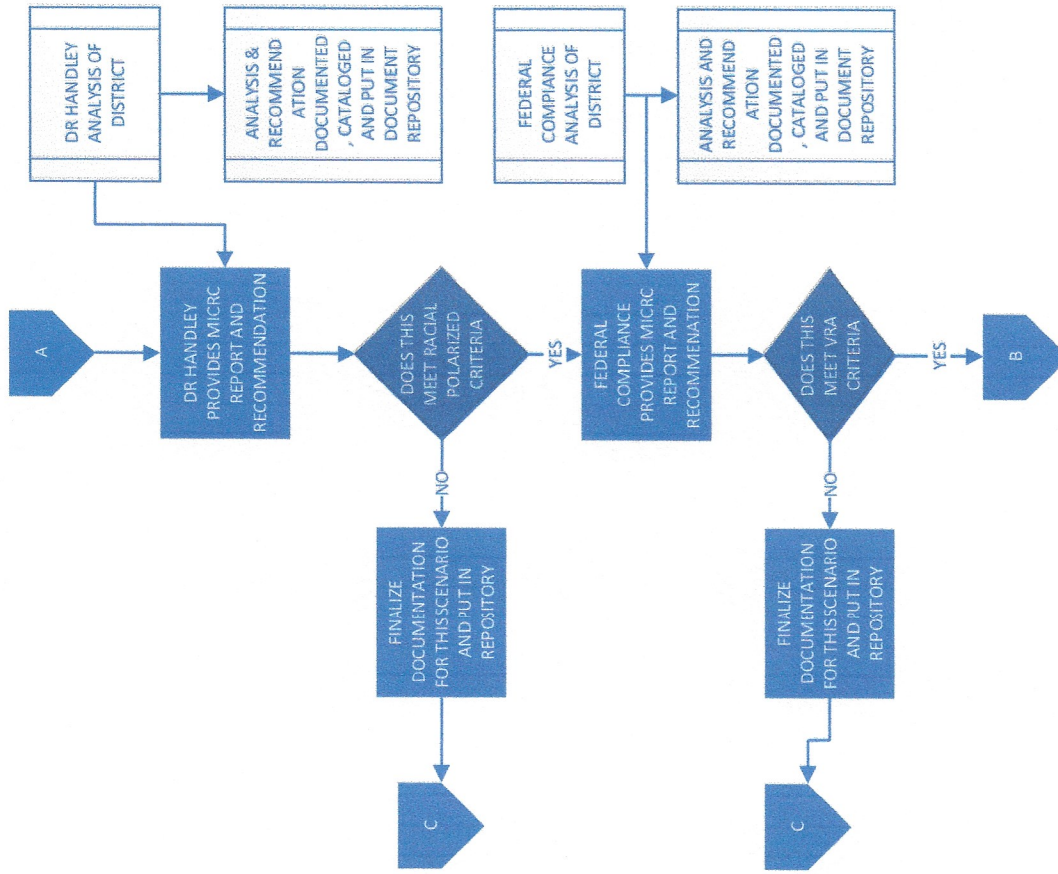 A
DR HANDLEY
PROVIDES MICRC
REPORT AND
RECOMMENDATION
DR HANDLEY
ANALYSIS OF
DISTRICT
ANALYSIS &
RECOMMEND
ATION
DOCUMENTED
, CATALOGED
AND PUT IN
DOCUMENT
REPOSITORY
DOES THIS
MEET RACIAL
POLARIZED
CRITERIA
NO
FINALIZE
DOCUMENTATION
FOR THISSCENARIO
AND PUT IN
REPOSITORY
C
YES
FEDERAL
COMPLIANCE
PROVIDES MICRC
REPORT AND
RECOMMENATION
FEDERAL
COMPLIANCE
ANALYSIS OF
DISTRICT
ANALYSIS AND
RECOMMEND
ATION
DOCUMENTED
, CATALOGED
AND PUT IN
DOCUMENT
REPOSITORY
DOES THIS
MEET VRA
CRITERIA
NO
FINALIZE
DOCUMENTATION
FOR THISSCENARIO
AND PUT IN
REPOSITORY
C
YES
B